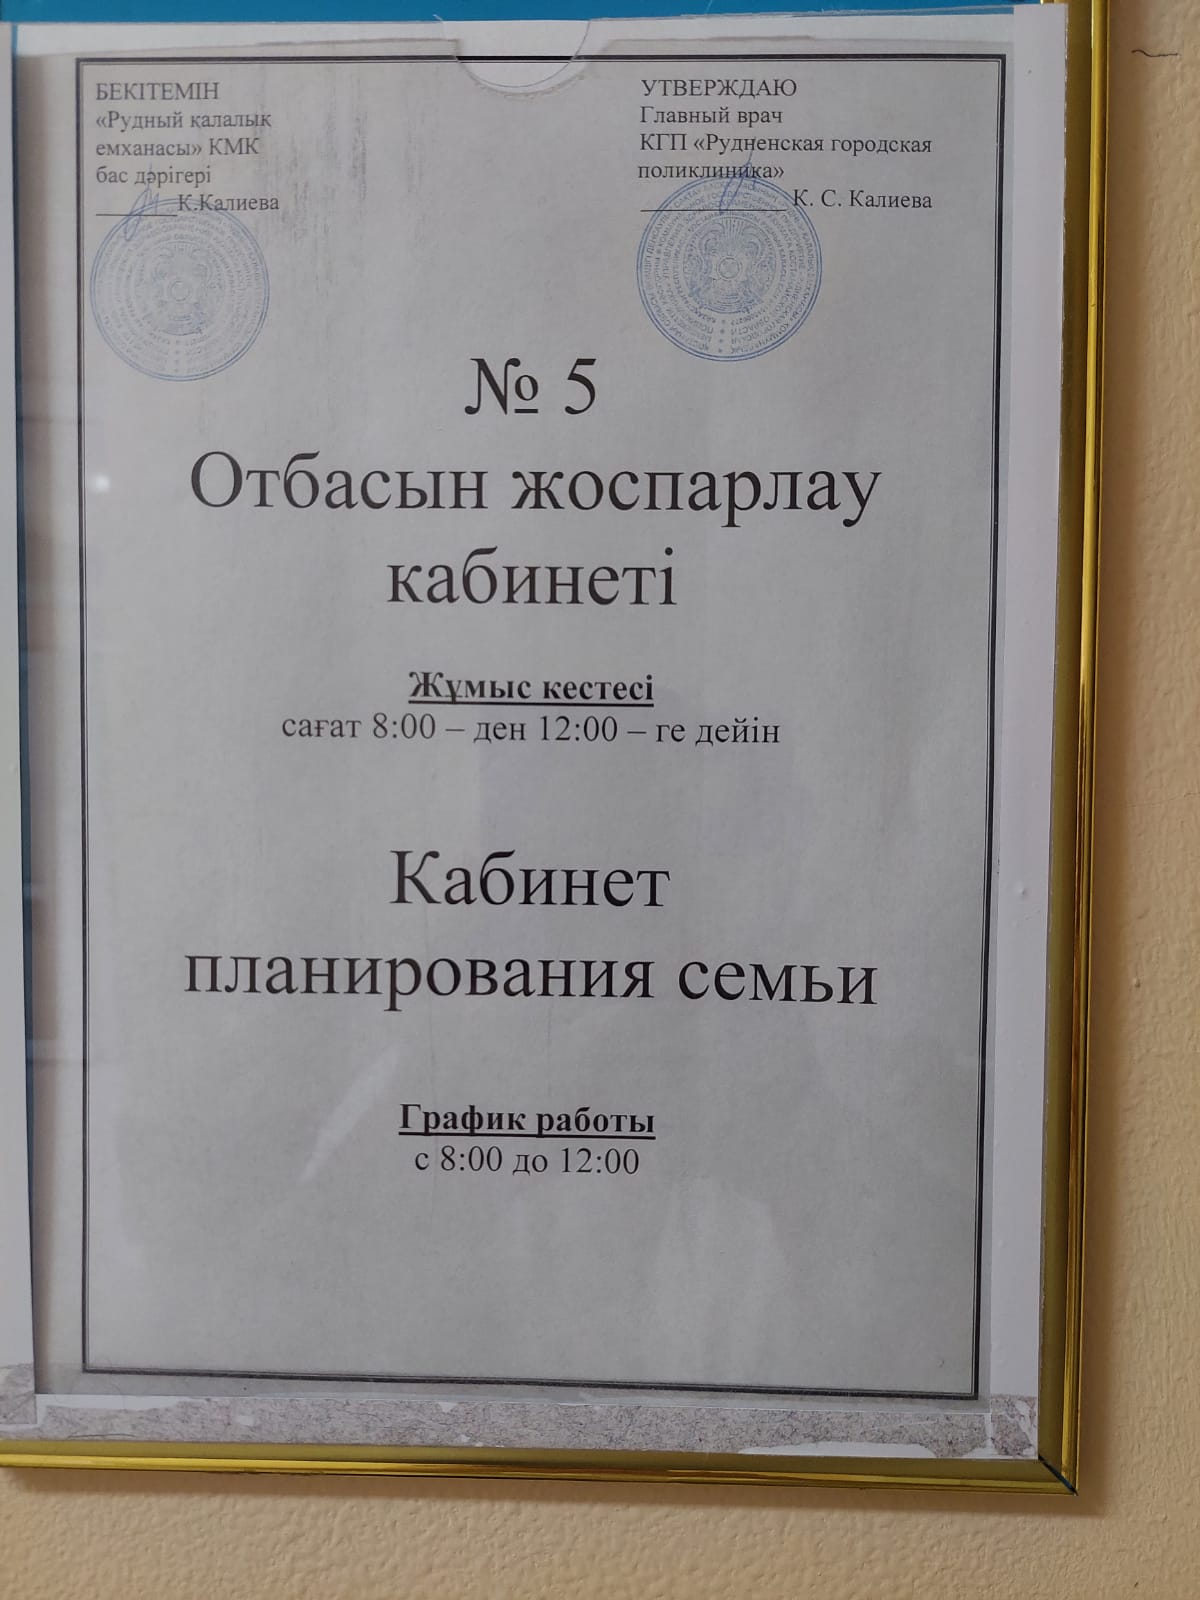 БЕКІТЕМІН
«Рудный қалалық
емханасы» КМК
бас дәрігері
К.Калиева
УТВЕРЖДАЮ
Главный врач
КГП «Рудненская городская
поликлиника»
К. С. Калиева
№ 5
Отбасын жоспарлау
кабинеті
Жұмыс кестесі
сағат 8:00 – ден 12:00 – ге дейін
Кабинет
планирования семьи
График работы
с 8:00 до 12:00